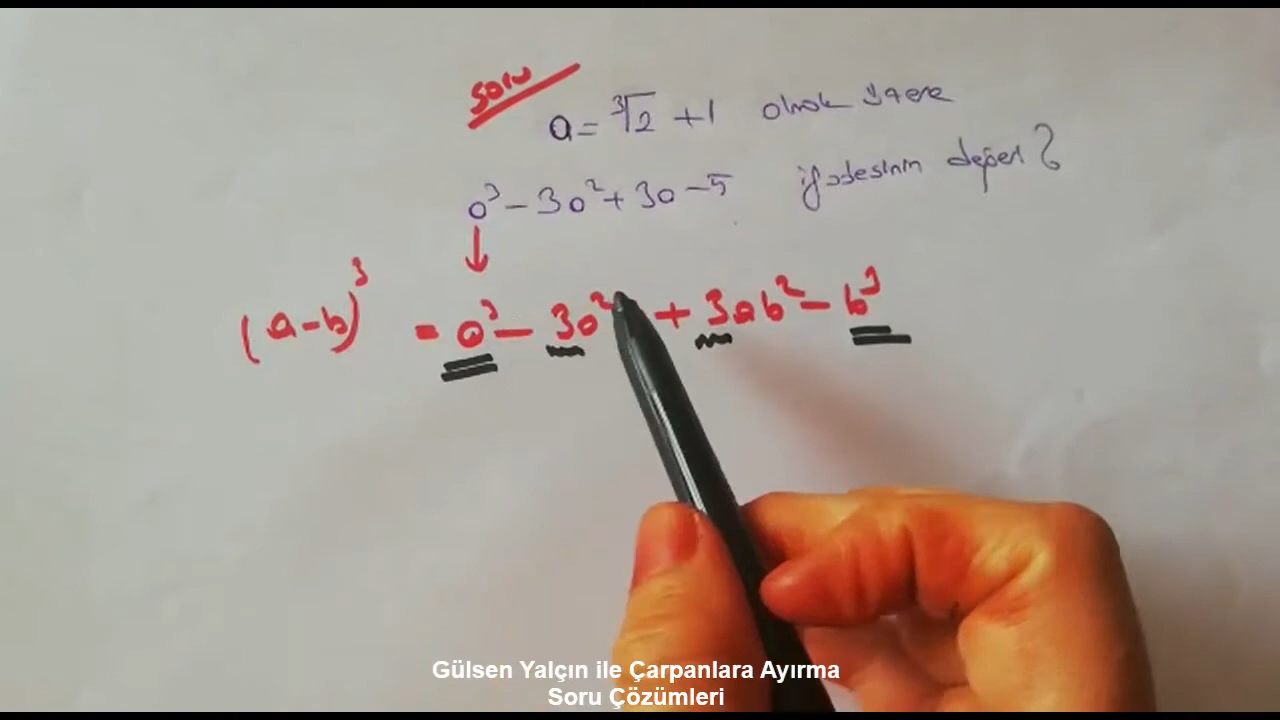 Soru
a = ∛2 + 1 olmak üzere
a³ - 3a² + 3a - 5 ifadesinin değeri ?
(a - b)³ = a³ - 3a² + 3ab² - b³
Gülsen Yalçın ile Çarpanlara Ayırma
Soru Çözümleri